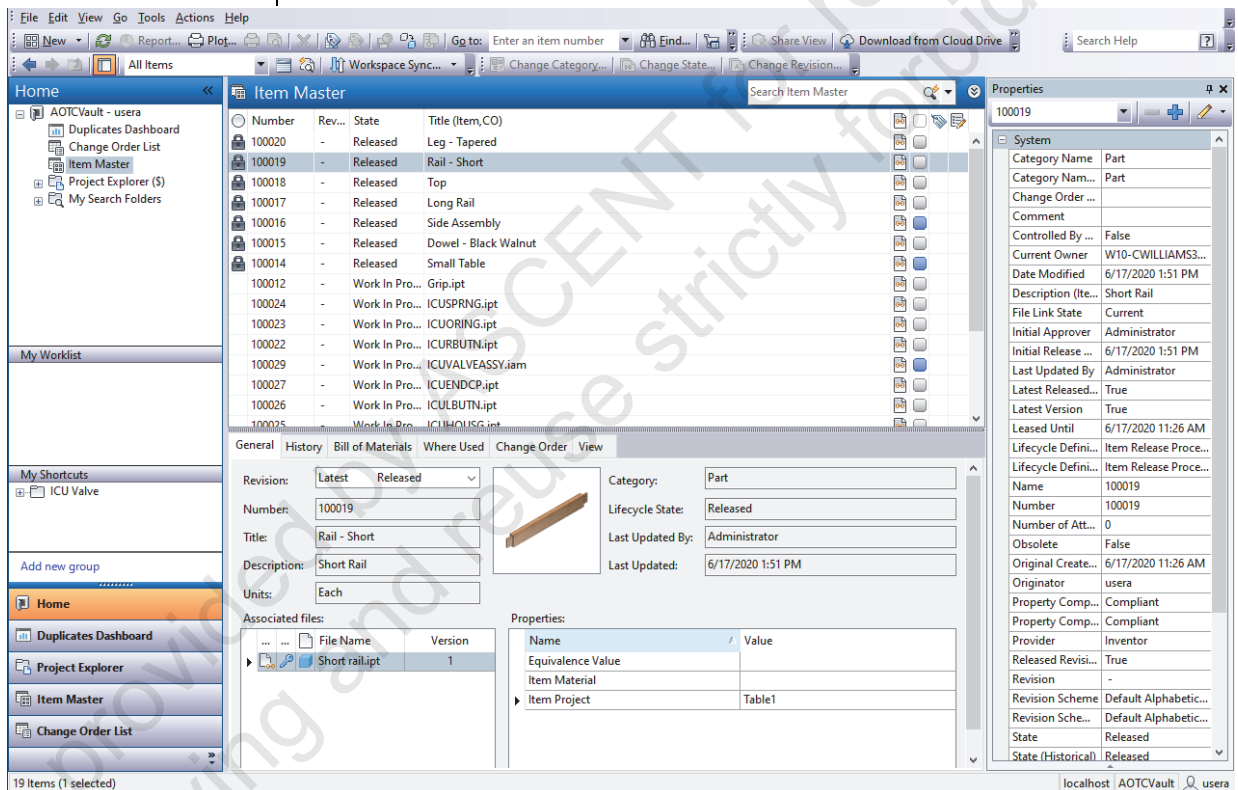 File Edit View Go Tools Actions Help
New Report... Plot... Go to: Enter an item number Find... Share View Download from Cloud Drive Search Help ?
All Items Workspace Sync... Change Category... Change State... Change Revision...
Home «
AOTCVault - usera
Duplicates Dashboard
Change Order List
Item Master
Project Explorer ($)
My Search Folders
My Worklist
My Shortcuts
ICU Valve
Add new group
Home
Duplicates Dashboard
Project Explorer
Item Master
Change Order List
»
Item Master Search Item Master
Number Rev... State Title (Item,CO)
100020 - Released Leg - Tapered
100019 - Released Rail - Short
100018 - Released Top
100017 - Released Long Rail
100016 - Released Side Assembly
100015 - Released Dowel - Black Walnut
100014 - Released Small Table
100012 - Work In Pro... Grip.ipt
100024 - Work In Pro... ICUSPRNG.ipt
100023 - Work In Pro... ICUORING.ipt
100022 - Work In Pro... ICURBUTN.ipt
100029 - Work In Pro... ICUVALVEASSY.iam
100027 - Work In Pro... ICUENDCP.ipt
100026 - Work In Pro... ICULBUTN.ipt
100025 - Work In Pro... ICUHOUSG.ipt
General History Bill of Materials Where Used Change Order View
Revision: Latest Released
Number: 100019
Title: Rail - Short
Description: Short Rail
Units: Each
Category: Part
Lifecycle State: Released
Last Updated By: Administrator
Last Updated: 6/17/2020 1:51 PM
Associated files:
... ... File Name Version
Short rail.ipt 1
Properties:
Name Value
Equivalence Value
Item Material
Item Project Table1
Properties
100019
System
Category Name Part
Category Nam... Part
Change Order ...
Comment
Controlled By ... False
Current Owner W10-CWILLIAMS3...
Date Modified 6/17/2020 1:51 PM
Description (Ite... Short Rail
File Link State Current
Initial Approver Administrator
Initial Release ... 6/17/2020 1:51 PM
Last Updated By Administrator
Latest Released... True
Latest Version True
Leased Until 6/17/2020 11:26 AM
Lifecycle Defini... Item Release Proce...
Lifecycle Defini... Item Release Proce...
Name 100019
Number 100019
Number of Att... 0
Obsolete False
Original Create... 6/17/2020 11:26 AM
Originator usera
Property Comp... Compliant
Property Comp... Compliant
Provider Inventor
Released Revisi... True
Revision -
Revision Scheme Default Alphabetic...
Revision Sche... Default Alphabetic...
State Released
State (Historical) Released
19 Items (1 selected) localhost AOTCVault usera
provided by ASCENT for
and reuse strictly